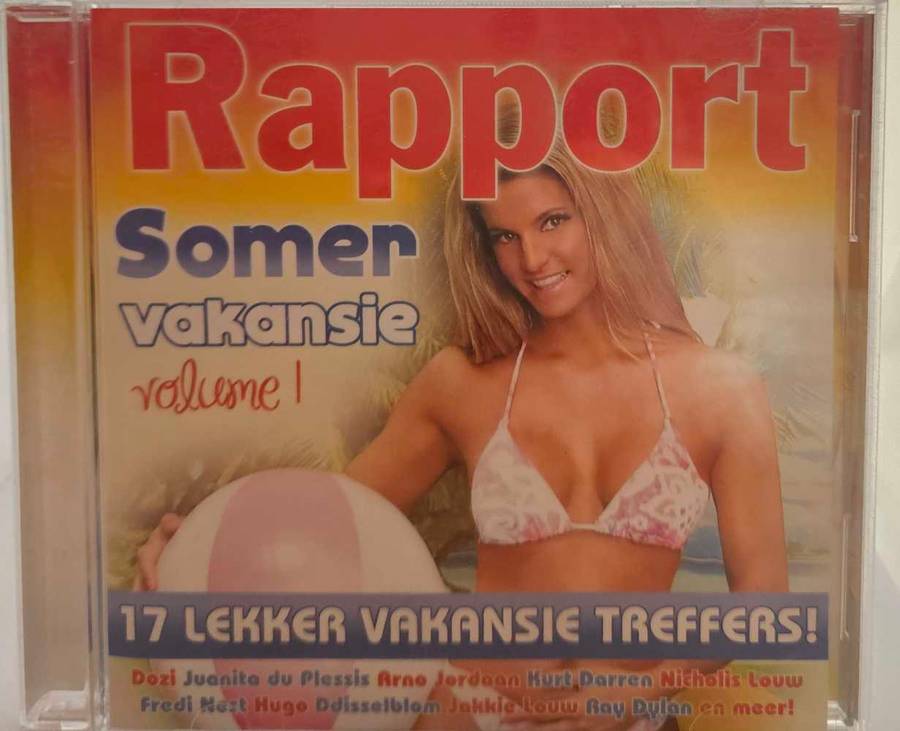 Rapport
Somer
vakansie
volume 1
17 LEKKER VAKANSIE TREFFERS!
Dozi Juanita du Plessis Arno Jordaan Kurt Darren Nicholis Louw
Fredi Nest Hugo Ddisselblom Jakkie Louw Ray Dylan en meer!